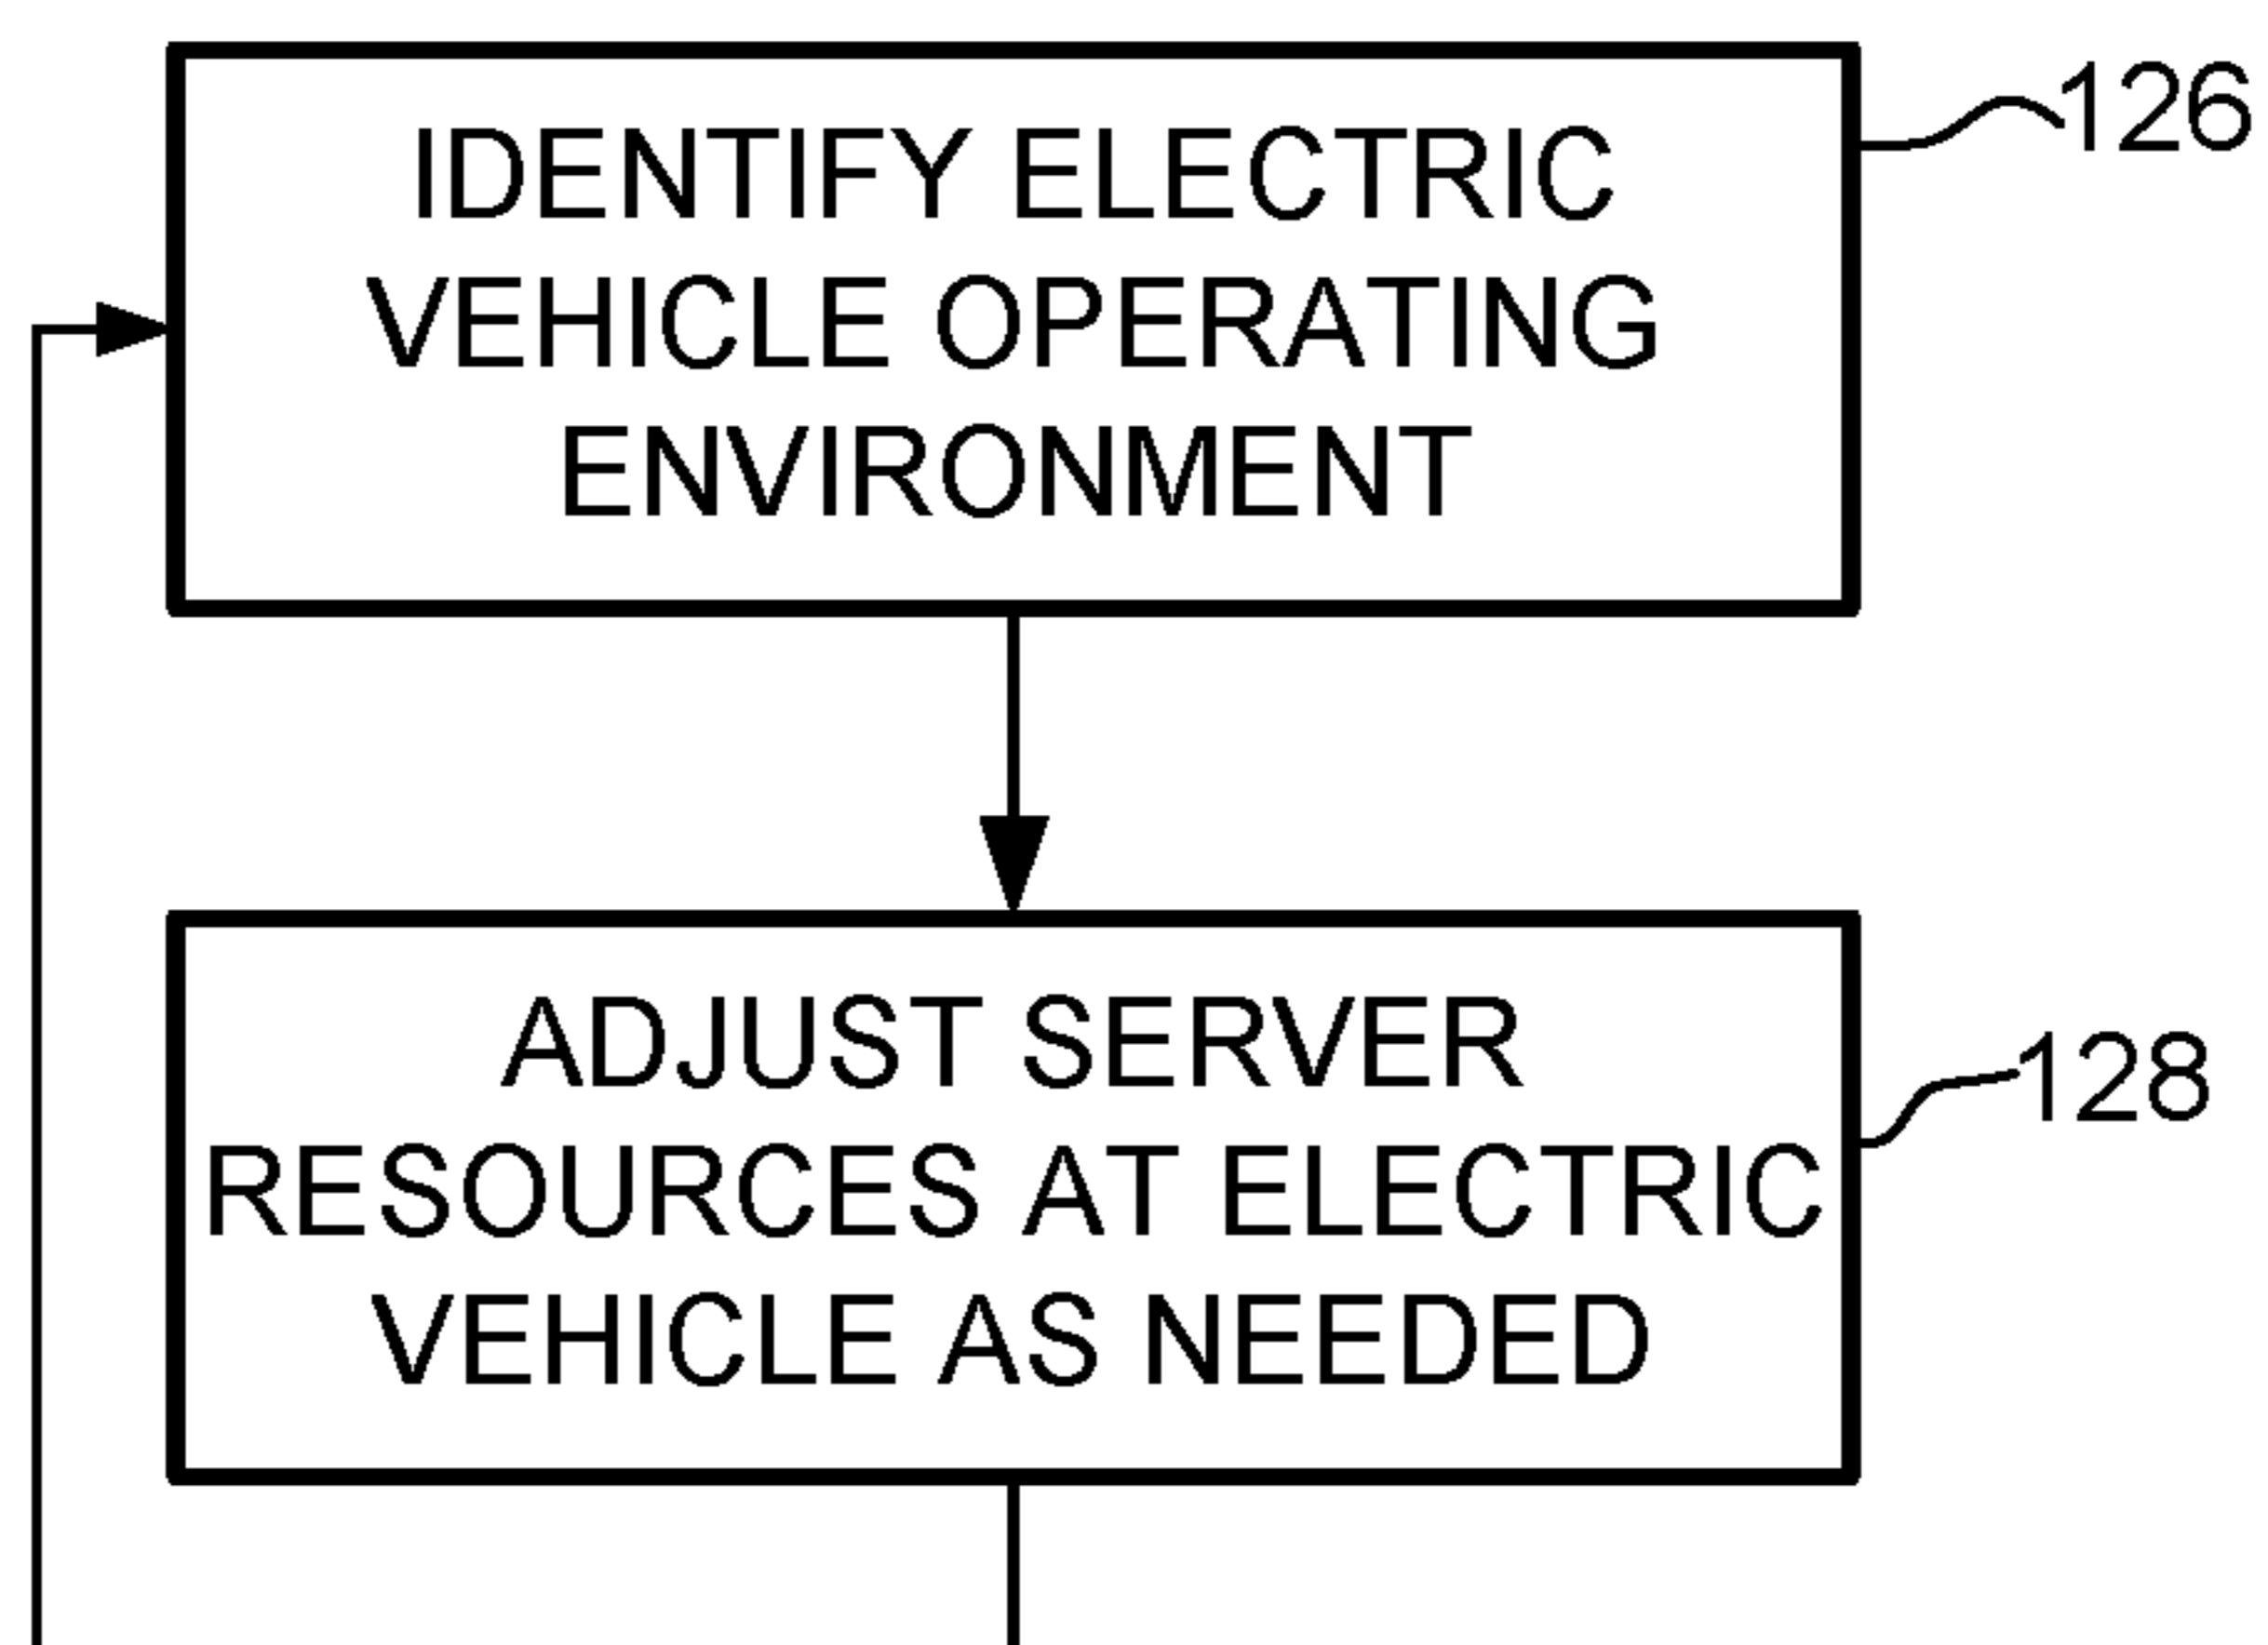 IDENTIFY ELECTRIC
VEHICLE OPERATING
ENVIRONMENT
126
ADJUST SERVER
RESOURCES AT ELECTRIC
VEHICLE AS NEEDED
128